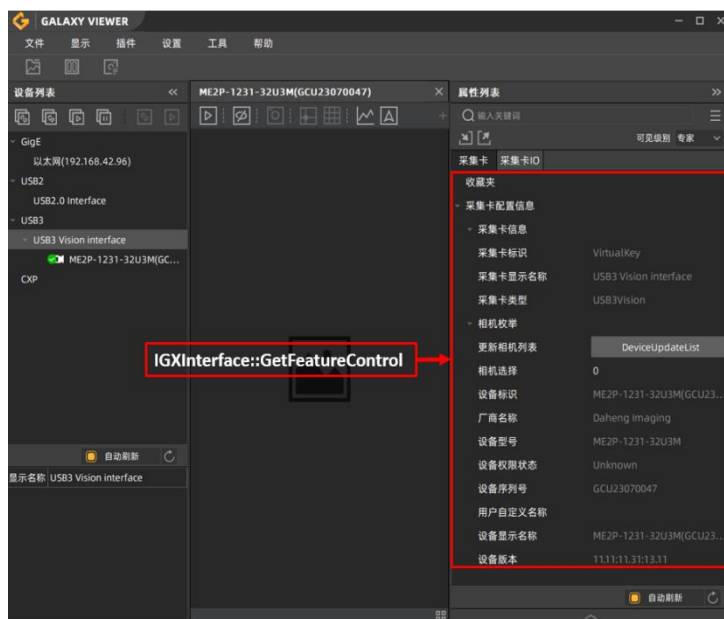 GALAXY VIEWER
文件 显示 插件 设置 工具 帮助
设备列表 <<
GigE
以太网(192.168.42.96)
USB2
USB2.0 Interface
USB3
USB3 Vision interface
ME2P-1231-32U3M(GC...
CXP
自动刷新
显示名称 USB3 Vision interface
ME2P-1231-32U3M(GCU23070047)
IGXInterface::GetFeatureControl
属性列表 >>
输入关键词
可见级别 专家
采集卡 采集卡IO
收藏夹
采集卡配置信息
采集卡信息
采集卡标识 VirtualKey
采集卡显示名称 USB3 Vision interface
采集卡类型 USB3Vision
相机枚举
更新相机列表 DeviceUpdateList
相机选择 0
设备标识 ME2P-1231-32U3M(GCU23...
厂商名称 Daheng Imaging
设备型号 ME2P-1231-32U3M
设备权限状态 Unknown
设备序列号 GCU23070047
用户自定义名称
设备显示名称 ME2P-1231-32U3M(GCU23...
设备版本 11.11:11.31:13.11
自动刷新